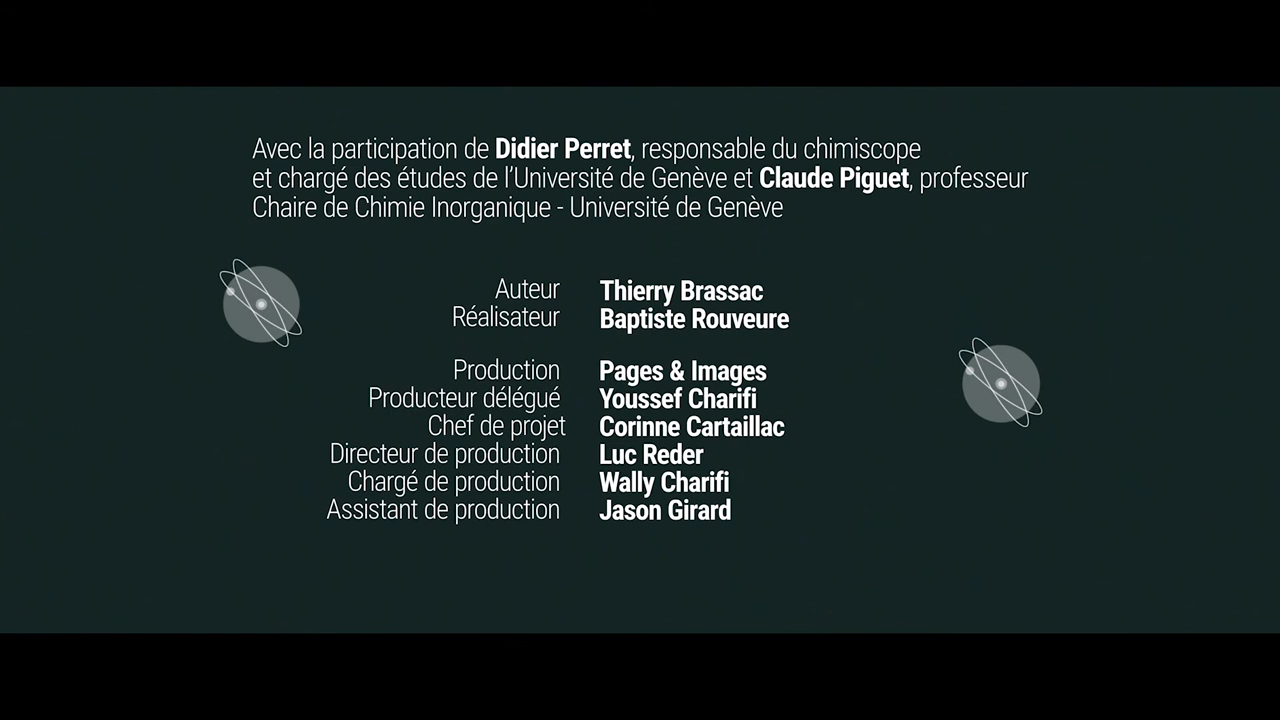 Avec la participation de Didier Perret, responsable du chimiscope
et chargé des études de l'Université de Genève et Claude Piguet, professeur
Chaire de Chimie Inorganique - Université de Genève
Auteur Thierry Brassac
Réalisateur Baptiste Rouveure
Production Pages & Images
Producteur délégué Youssef Charifi
Chef de projet Corinne Cartaillac
Directeur de production Luc Reder
Chargé de production Wally Charifi
Assistant de production Jason Girard